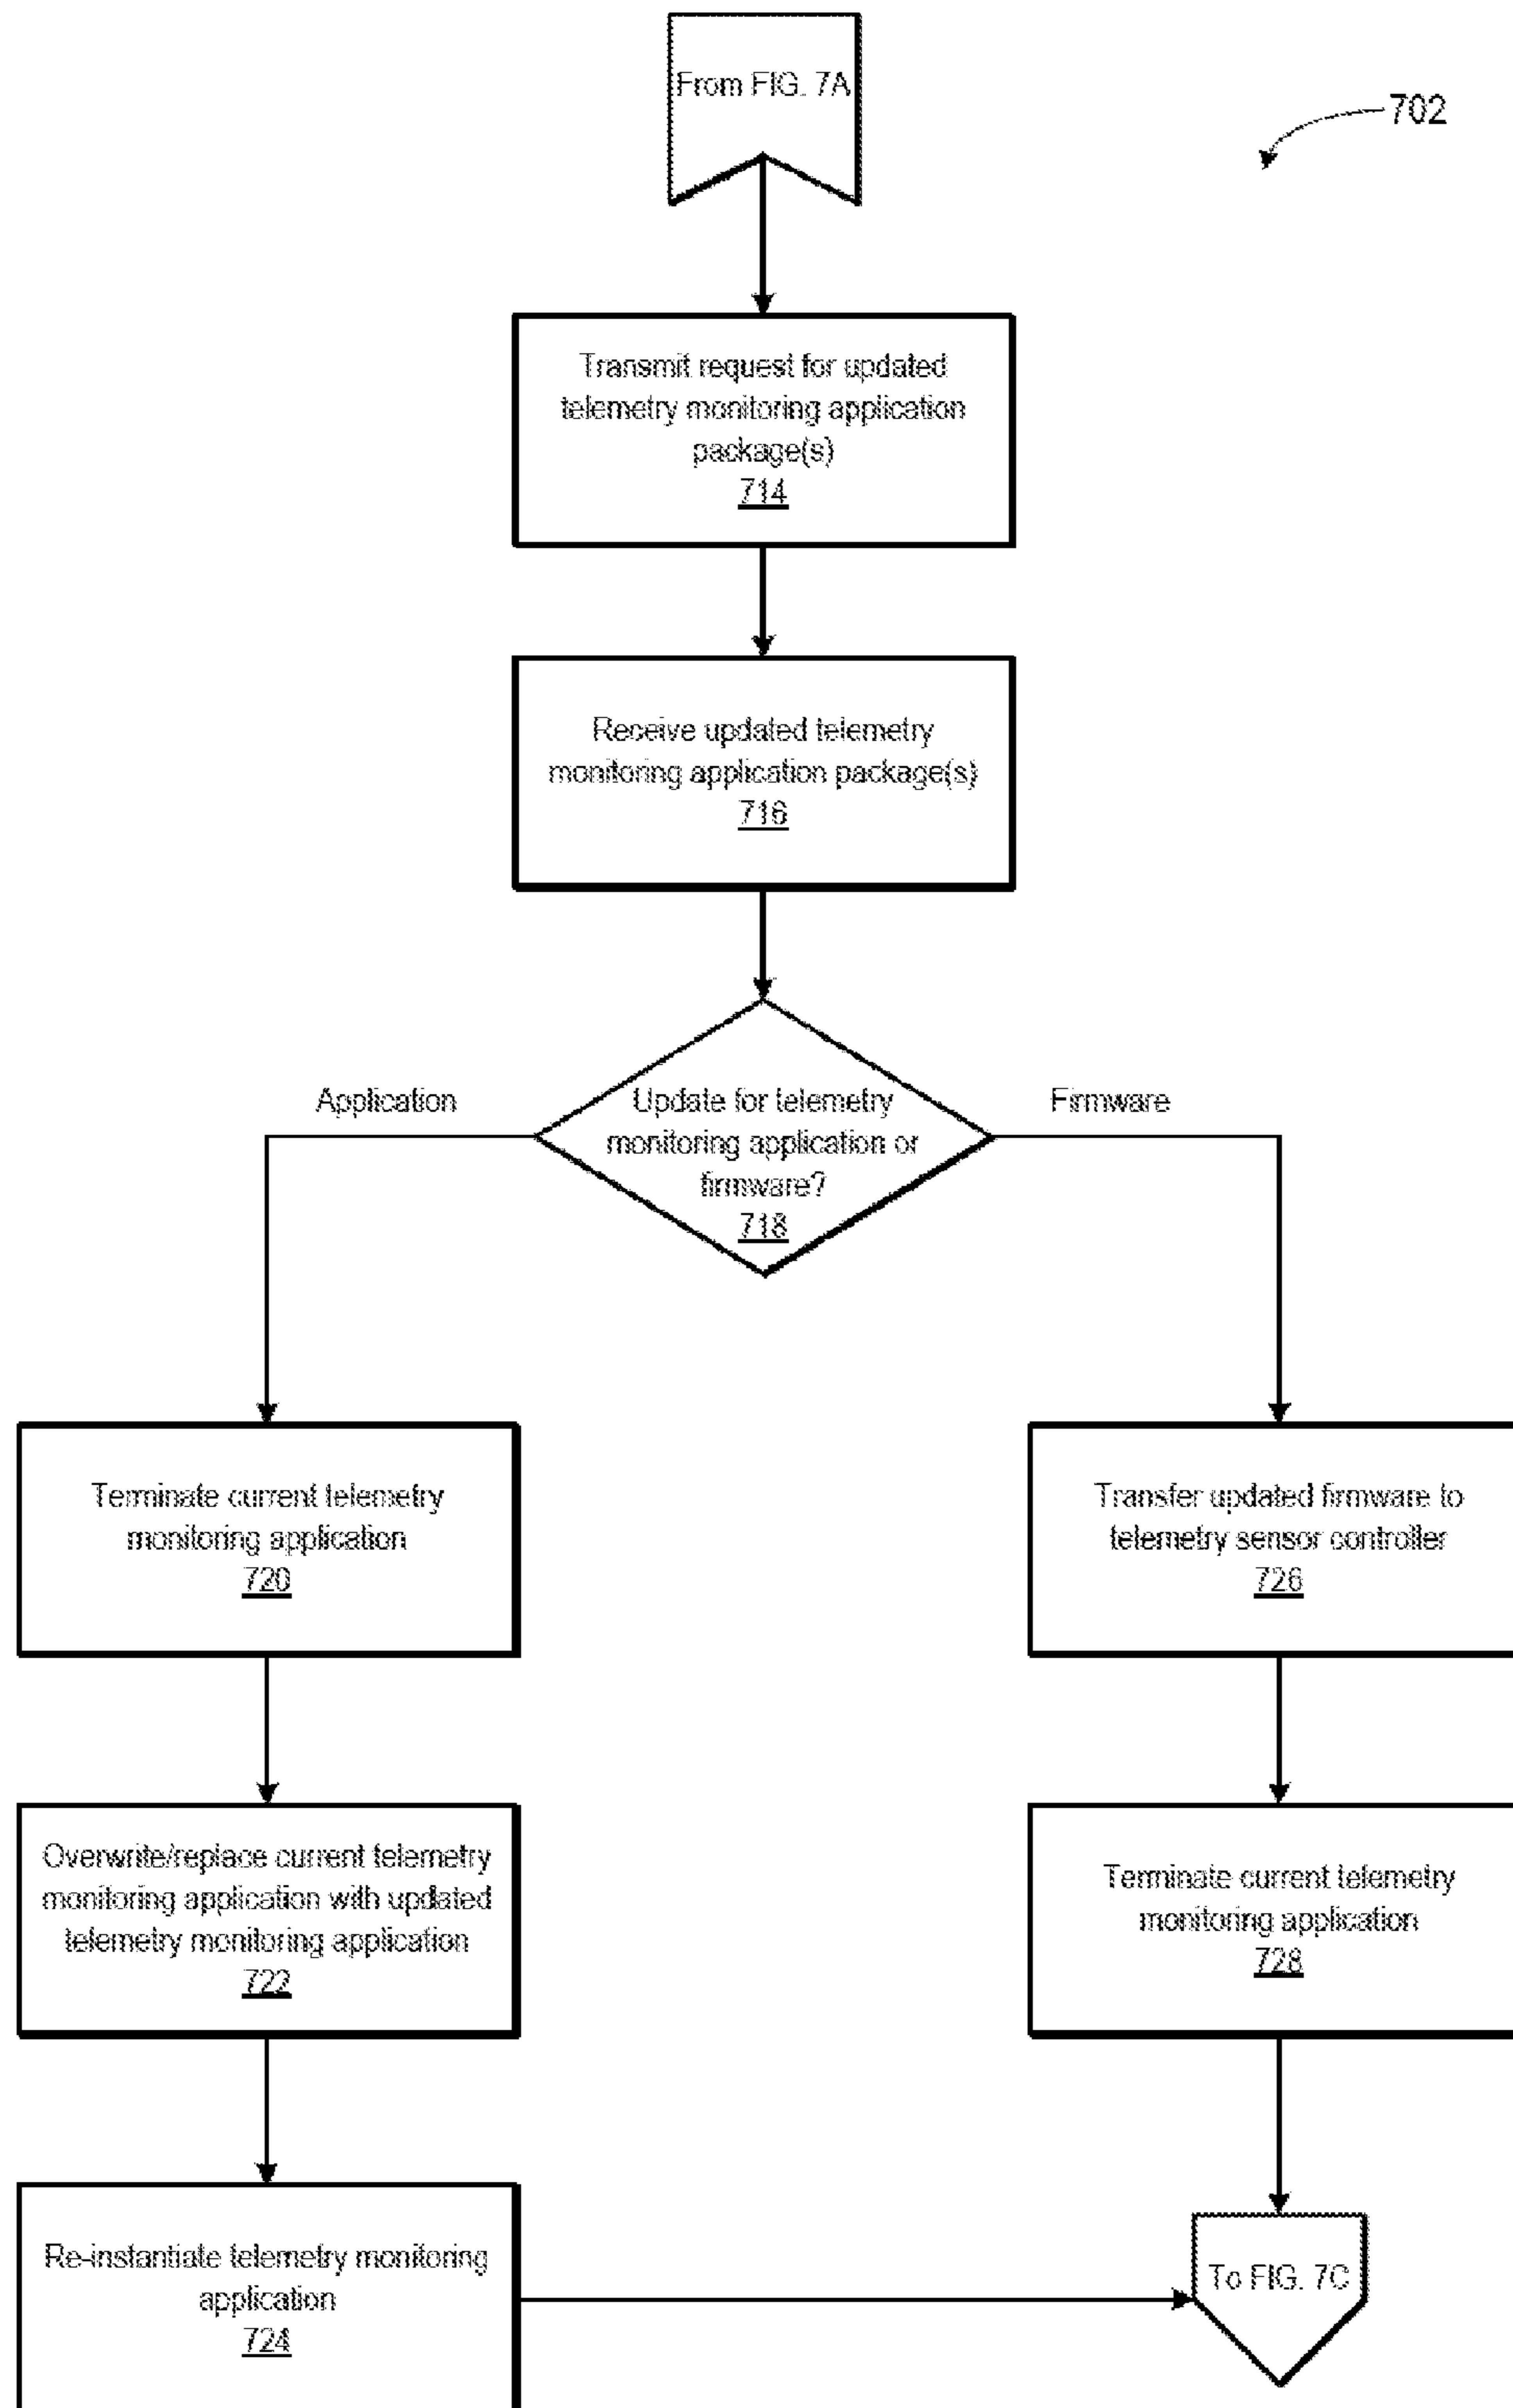 From FIG. 7A
702
Transmit request for updated
telemetry monitoring application
package(s)
714
Receive updated telemetry
monitoring application package(s)
716
Application
Update for telemetry
monitoring application or
firmware?
718
Firmware
Terminate current telemetry
monitoring application
720
Transfer updated firmware to
telemetry sensor controller
726
Overwrite/replace current telemetry
monitoring application with updated
telemetry monitoring application
722
Terminate current telemetry
monitoring application
728
Re-instantiate telemetry monitoring
application
724
To FIG. 7C